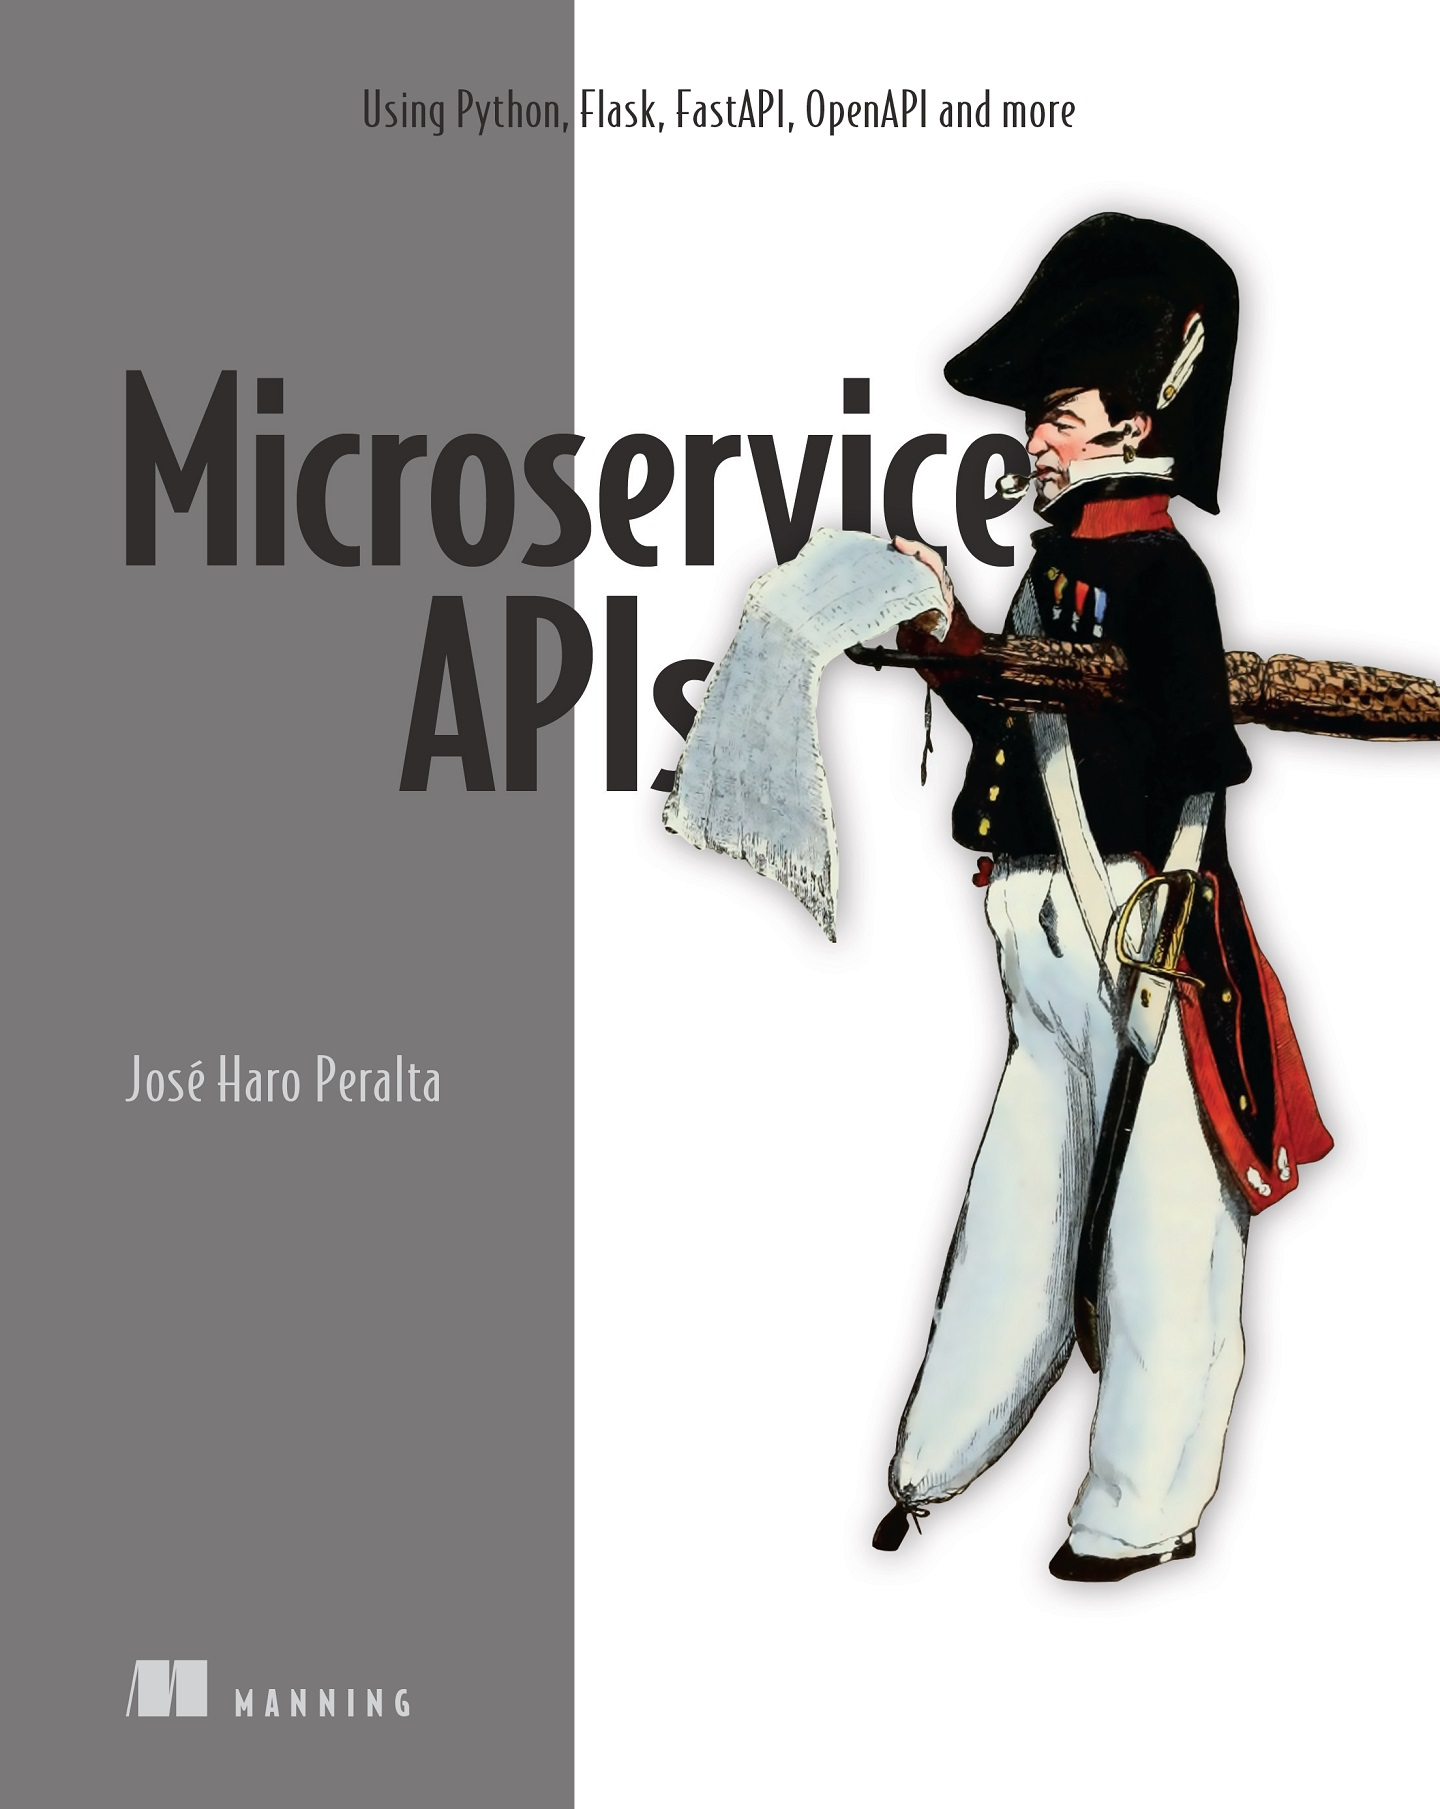 Using Python, Flask, FastAPI, OpenAPI and more
Microservice
APIs
José Haro Peralta
MANNING